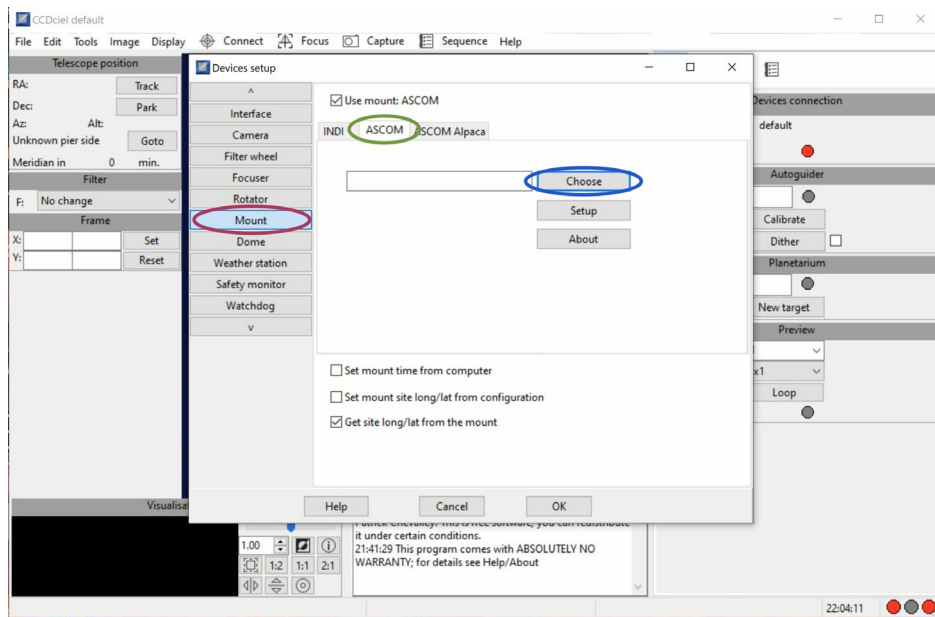 CCDciel default
File Edit Tools Image Display Connect Focus Capture Sequence Help
Telescope position
RA:
Track
Dec:
Park
Az: Alt:
Unknown pier side
Goto
Meridian in 0 min.
Filter
F: No change
Frame
X:
Set
Y:
Reset
Devices setup
^
Interface
Camera
Filter wheel
Focuser
Rotator
Mount
Dome
Weather station
Safety monitor
Watchdog
v
Use mount: ASCOM
INDI ASCOM ASCOM Alpaca
Choose
Setup
About
Set mount time from computer
Set mount site long/lat from configuration
Get site long/lat from the mount
Help Cancel OK
Devices connection
default
Autoguider
Calibrate
Dither
Planetarium
New target
Preview
x1
Loop
1.00
1:2 1:1 2:1
it under certain conditions.
21:41:29 This program comes with ABSOLUTELY NO
WARRANTY; for details see Help/About
22:04:11